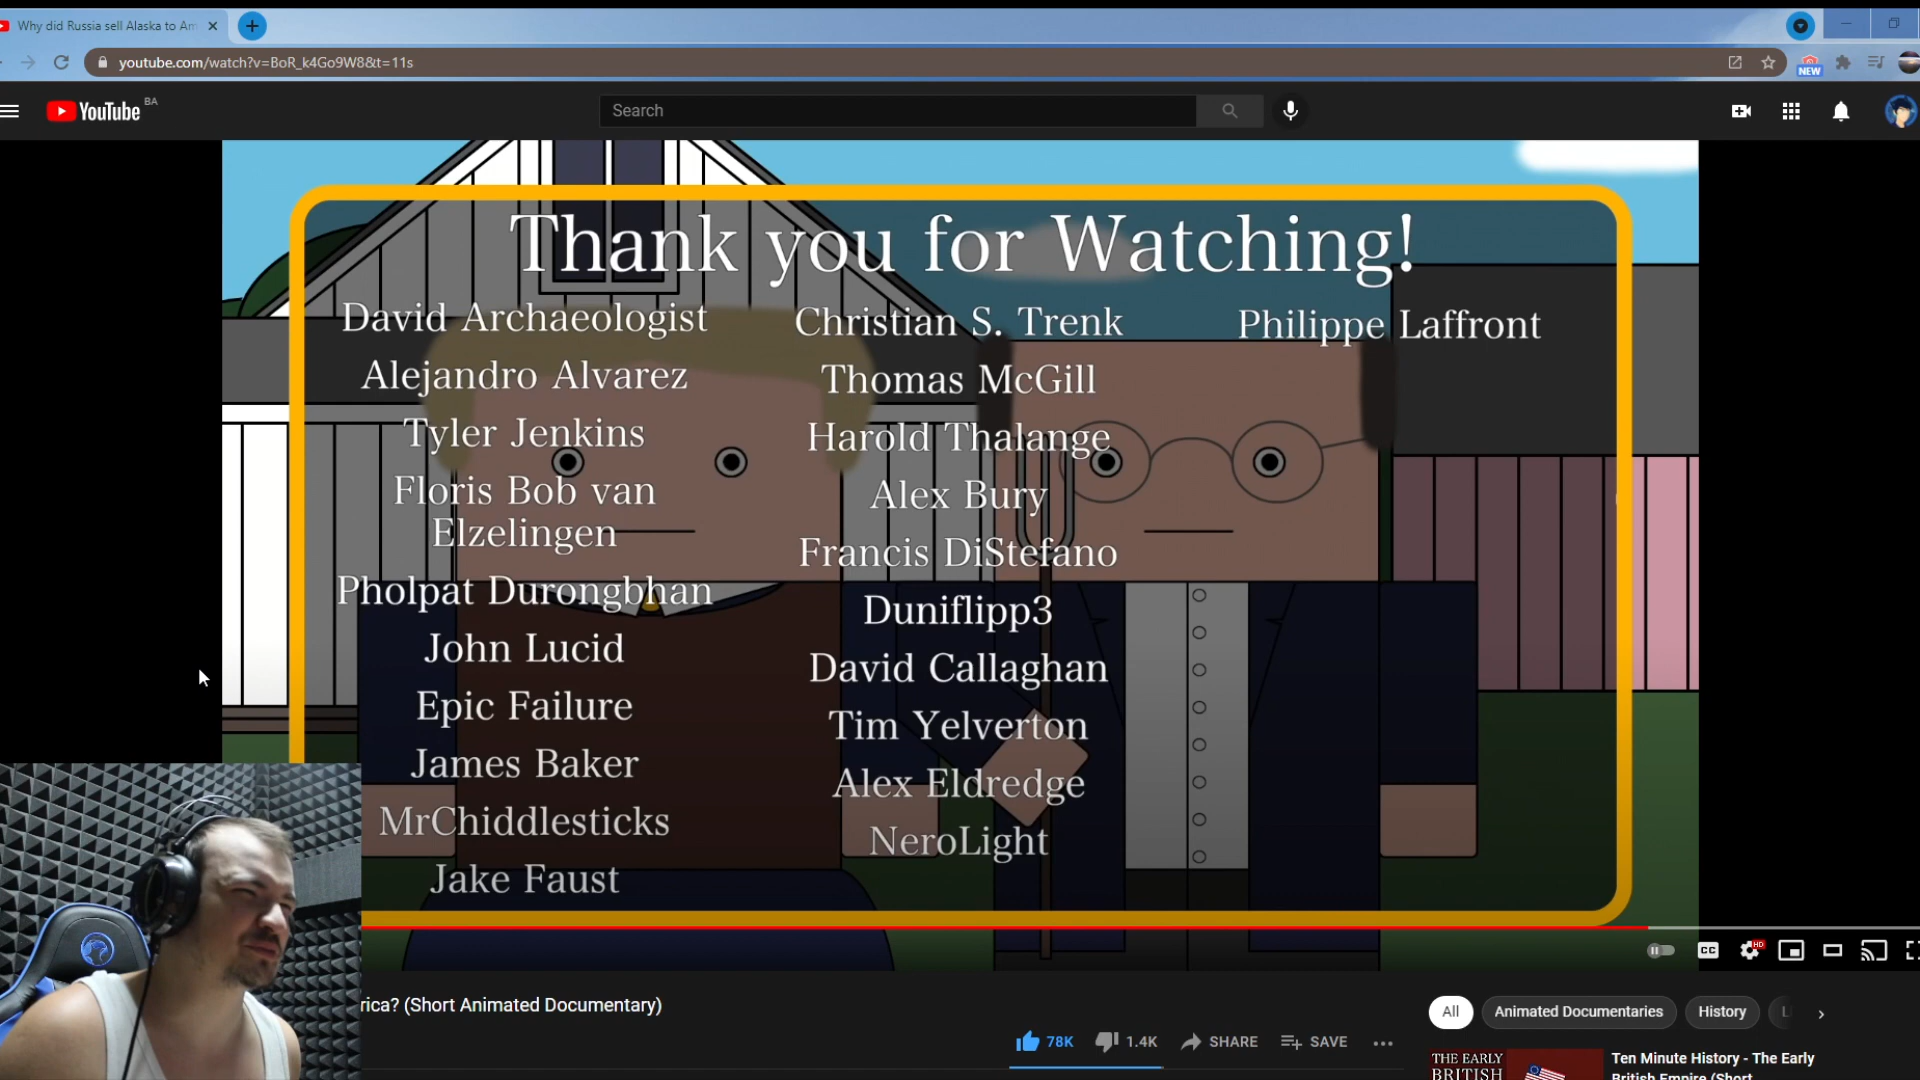 Why did Russia sell Alaska to Am
youtube.com/watch?v=BoR_k4Go9W8&t=11s
NEW
YouTube
BA
Search
Thank you for Watching!
David Archaeologist
Alejandro Alvarez
Tyler Jenkins
Floris Bob van
Elzelingen
Pholpat Durongbhan
John Lucid
Epic Failure
James Baker
MrChiddlesticks
Jake Faust
Christian S. Trenk
Thomas McGill
Harold Thalange
Alex Bury
Francis DiStefano
Duniflipp3
David Callaghan
Tim Yelverton
Alex Eldredge
NeroLight
Philippe Laffront
CC
HD
rica? (Short Animated Documentary)
78K
1.4K
SHARE
SAVE
All
Animated Documentaries
History
L
THE EARLY
BRITISH
Ten Minute History - The Early
British Empire (Short